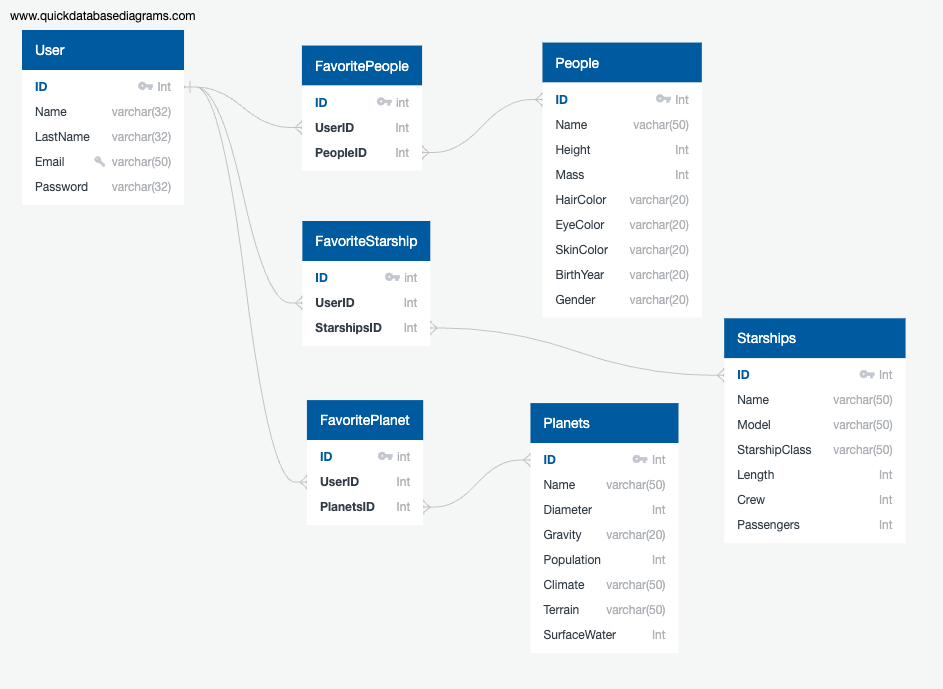 www.quickdatabasediagrams.com
User
ID Int
Name varchar(32)
LastName varchar(32)
Email varchar(50)
Password varchar(32)
FavoritePeople
ID int
UserID Int
PeopleID Int
People
ID Int
Name vachar(50)
Height Int
Mass Int
HairColor varchar(20)
EyeColor varchar(20)
SkinColor varchar(20)
BirthYear varchar(20)
Gender varchar(20)
FavoriteStarship
ID int
UserID Int
StarshipsID Int
Starships
ID Int
Name varchar(50)
Model varchar(50)
StarshipClass varchar(50)
Length Int
Crew Int
Passengers Int
FavoritePlanet
ID int
UserID Int
PlanetsID Int
Planets
ID Int
Name varchar(50)
Diameter Int
Gravity varchar(20)
Population Int
Climate varchar(50)
Terrain varchar(50)
SurfaceWater Int